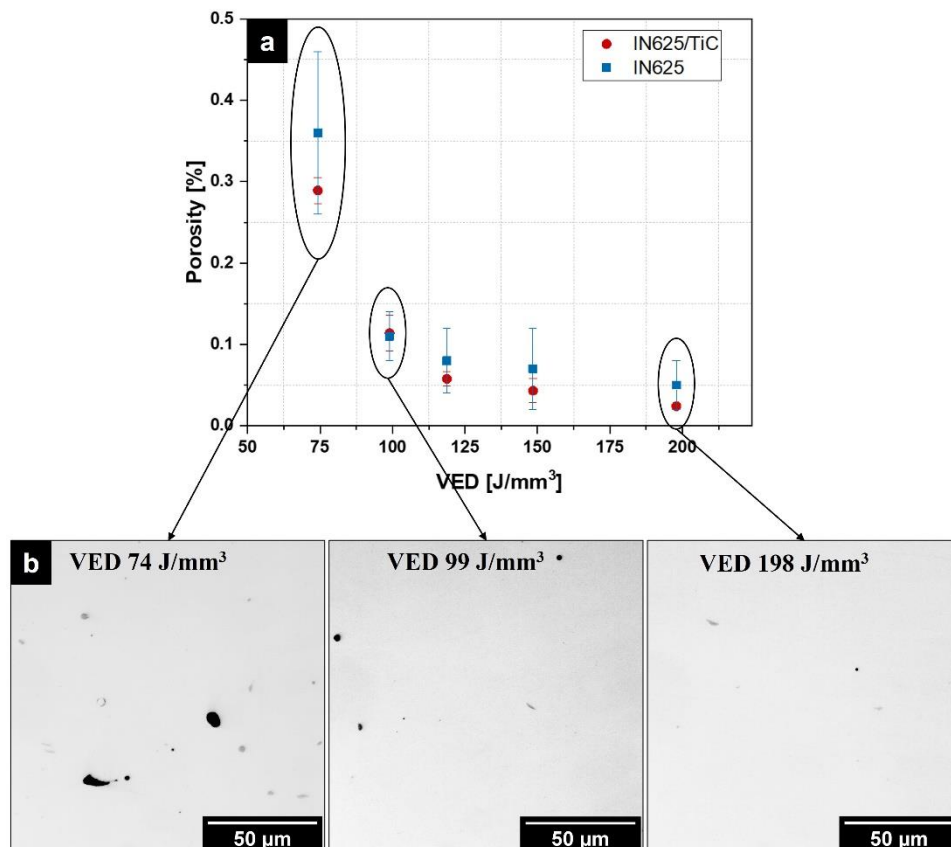 a
IN625/TiC
IN625
Porosity [%]
0.5
0.4
0.3
0.2
0.1
0.0
50 75 100 125 150 175 200
VED [J/mm³]
b
VED 74 J/mm³
VED 99 J/mm³
VED 198 J/mm³
50 µm
50 µm
50 µm